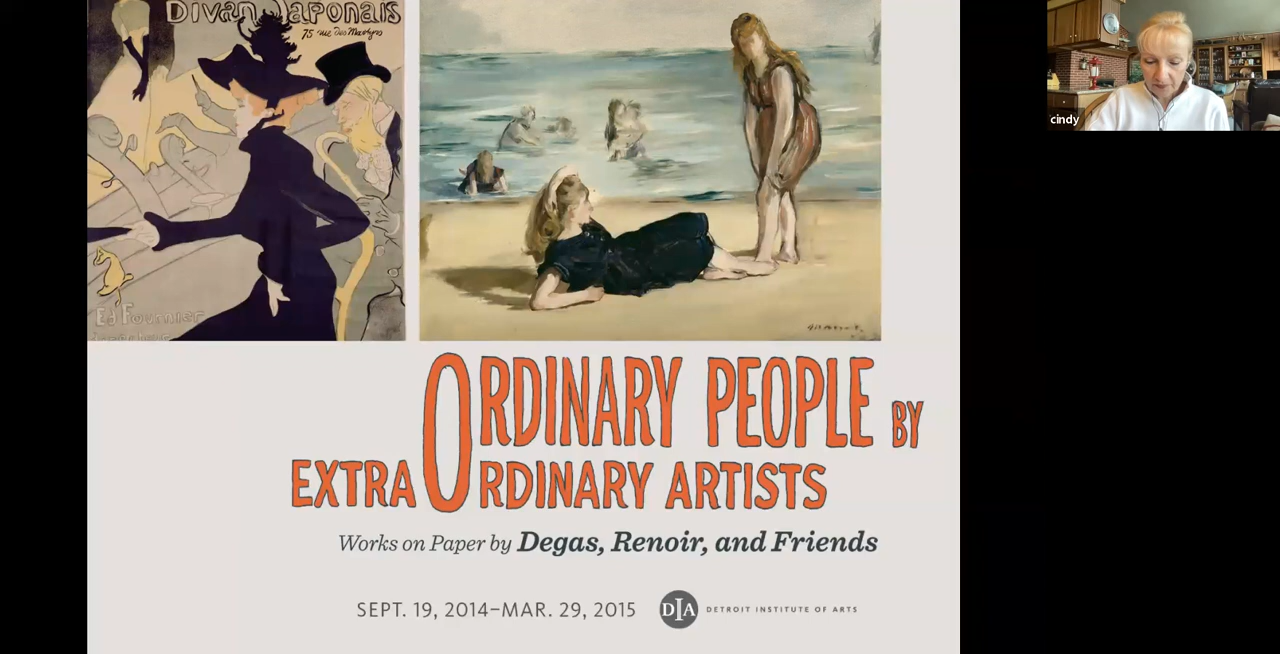 Divan Japonais
75 rue des Martyrs
cindy
Ed Fournier
ORDINARY PEOPLE BY
EXTRAORDINARY ARTISTS
Works on Paper by Degas, Renoir, and Friends
SEPT. 19, 2014–MAR. 29, 2015 DIA DETROIT INSTITUTE OF ARTS